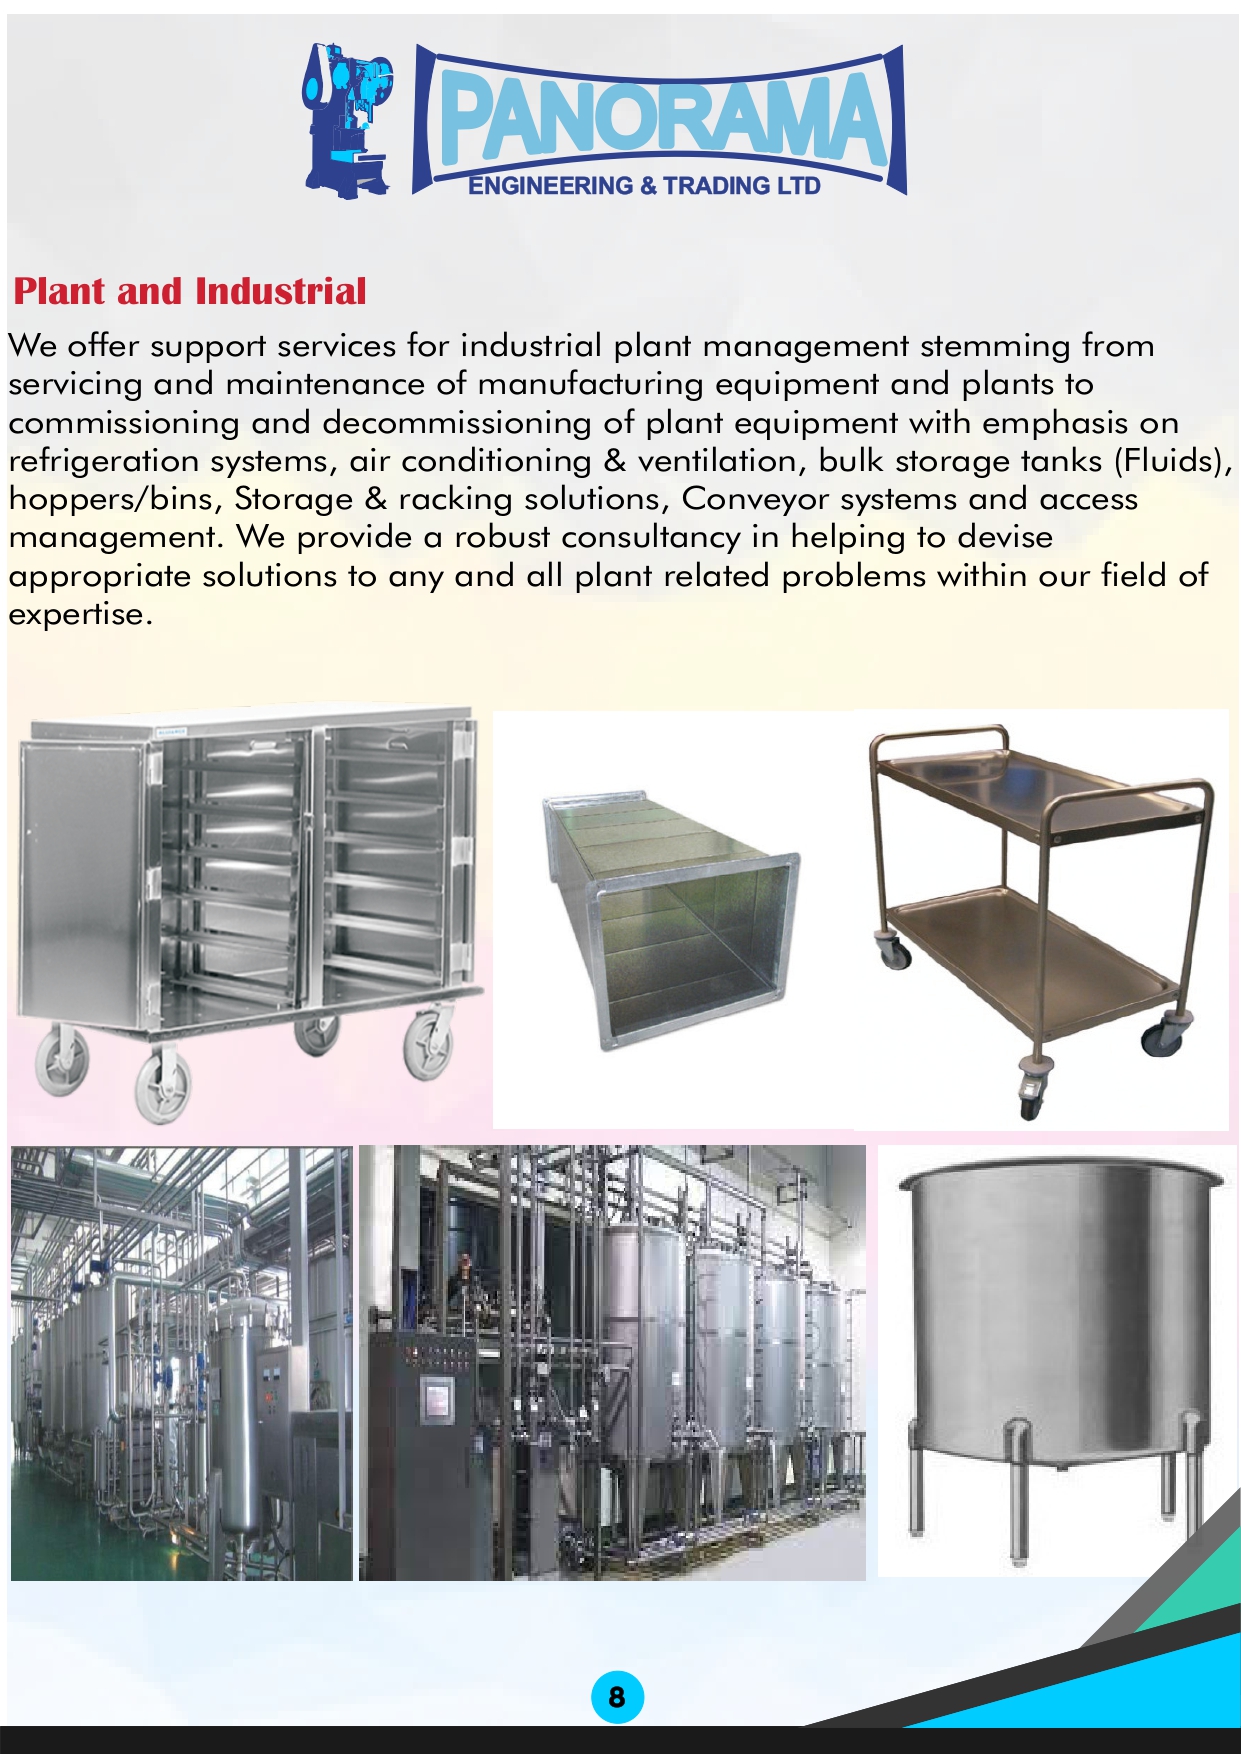 PANORAMA
ENGINEERING & TRADING LTD
Plant and Industrial
We offer support services for industrial plant management stemming from
servicing and maintenance of manufacturing equipment and plants to
commissioning and decommissioning of plant equipment with emphasis on
refrigeration systems, air conditioning & ventilation, bulk storage tanks (Fluids),
hoppers/bins, Storage & racking solutions, Conveyor systems and access
management. We provide a robust consultancy in helping to devise
appropriate solutions to any and all plant related problems within our field of
expertise.
8